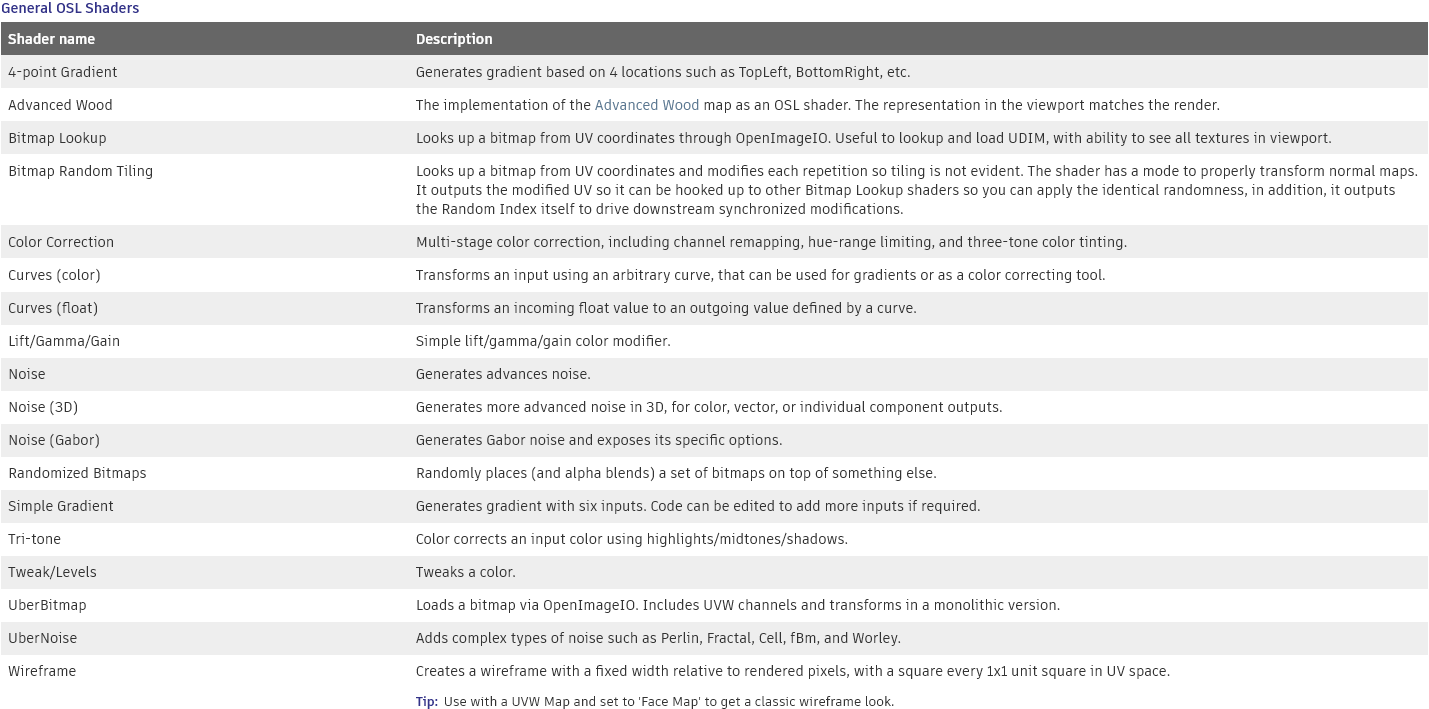 General OSL Shaders
Shader name Description
4-point Gradient Generates gradient based on 4 locations such as TopLeft, BottomRight, etc.
Advanced Wood The implementation of the Advanced Wood map as an OSL shader. The representation in the viewport matches the render.
Bitmap Lookup Looks up a bitmap from UV coordinates through OpenImageIO. Useful to lookup and load UDIM, with ability to see all textures in viewport.
Bitmap Random Tiling Looks up a bitmap from UV coordinates and modifies each repetition so tiling is not evident. The shader has a mode to properly transform normal maps.
It outputs the modified UV so it can be hooked up to other Bitmap Lookup shaders so you can apply the identical randomness, in addition, it outputs
the Random Index itself to drive downstream synchronized modifications.
Color Correction Multi-stage color correction, including channel remapping, hue-range limiting, and three-tone color tinting.
Curves (color) Transforms an input using an arbitrary curve, that can be used for gradients or as a color correcting tool.
Curves (float) Transforms an incoming float value to an outgoing value defined by a curve.
Lift/Gamma/Gain Simple lift/gamma/gain color modifier.
Noise Generates advances noise.
Noise (3D) Generates more advanced noise in 3D, for color, vector, or individual component outputs.
Noise (Gabor) Generates Gabor noise and exposes its specific options.
Randomized Bitmaps Randomly places (and alpha blends) a set of bitmaps on top of something else.
Simple Gradient Generates gradient with six inputs. Code can be edited to add more inputs if required.
Tri-tone Color corrects an input color using highlights/midtones/shadows.
Tweak/Levels Tweaks a color.
UberBitmap Loads a bitmap via OpenImageIO. Includes UVW channels and transforms in a monolithic version.
UberNoise Adds complex types of noise such as Perlin, Fractal, Cell, fBm, and Worley.
Wireframe Creates a wireframe with a fixed width relative to rendered pixels, with a square every 1x1 unit square in UV space.
Tip: Use with a UVW Map and set to 'Face Map' to get a classic wireframe look.